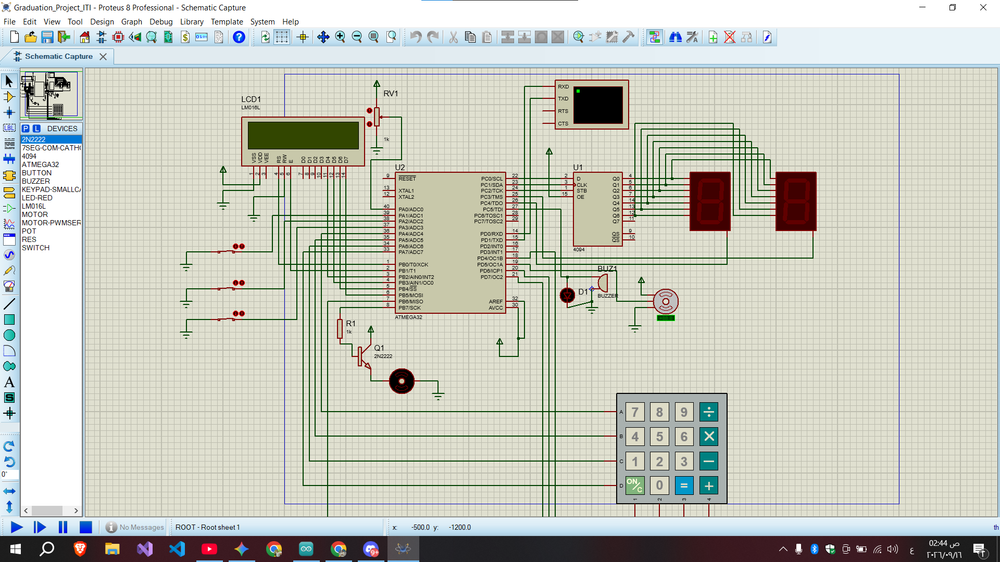 Graduation_Project_ITI - Proteus 8 Professional - Schematic Capture
File Edit View Tool Design Graph Debug Library Template System Help
Schematic Capture
P L DEVICES
2N2222
7SEG-COM-CATH
4094
ATMEGA32
BUTTON
BUZZER
KEYPAD-SMALLCA
LED-RED
LM016L
MOTOR
MOTOR-PWMSER
POT
RES
SWITCH
0°
LCD1
LM016L
VSS
VDD
VEE
RS
RW
E
D0
D1
D2
D3
D4
D5
D6
D7
1
2
3
4
5
6
7
8
9
10
11
12
13
14
RV1
1k
U2
9 RESET
13 XTAL1
12 XTAL2
40 PA0/ADC0
39 PA1/ADC1
38 PA2/ADC2
37 PA3/ADC3
36 PA4/ADC4
35 PA5/ADC5
34 PA6/ADC6
33 PA7/ADC7
1 PB0/T0/XCK
2 PB1/T1
3 PB2/AIN0/INT2
4 PB3/AIN1/OC0
5 PB4/SS
6 PB5/MOSI
7 PB6/MISO
8 PB7/SCK
PC0/SCL 22
PC1/SDA 23
PC2/TCK 24
PC3/TMS 25
PC4/TDO 26
PC5/TDI 27
PC6/TOSC1 28
PC7/TOSC2 29
PD0/RXD 14
PD1/TXD 15
PD2/INT0 16
PD3/INT1 17
PD4/OC1B 18
PD5/OC1A 19
PD6/ICP1 20
PD7/OC2 21
AREF 32
AVCC 30
ATMEGA32
RXD
TXD
RTS
CTS
U1
2 D
3 CLK
1 STB
15 OE
Q0 4
Q1 5
Q2 6
Q3 7
Q4 14
Q5 13
Q6 12
Q7 11
QS 9
QS 10
4094
BUZ1
BUZZER
D1
R1
1k
Q1
2N2222
A 7 8 9 ÷
B 4 5 6 ×
C 1 2 3 −
D ON/C 0 = +
1 2 3 4
No Messages
ROOT - Root sheet 1
x: -500.0 y: -1200.0
th
9+
ع
02:44 ص
٢٠٢٦/٠٩/١٦
٢